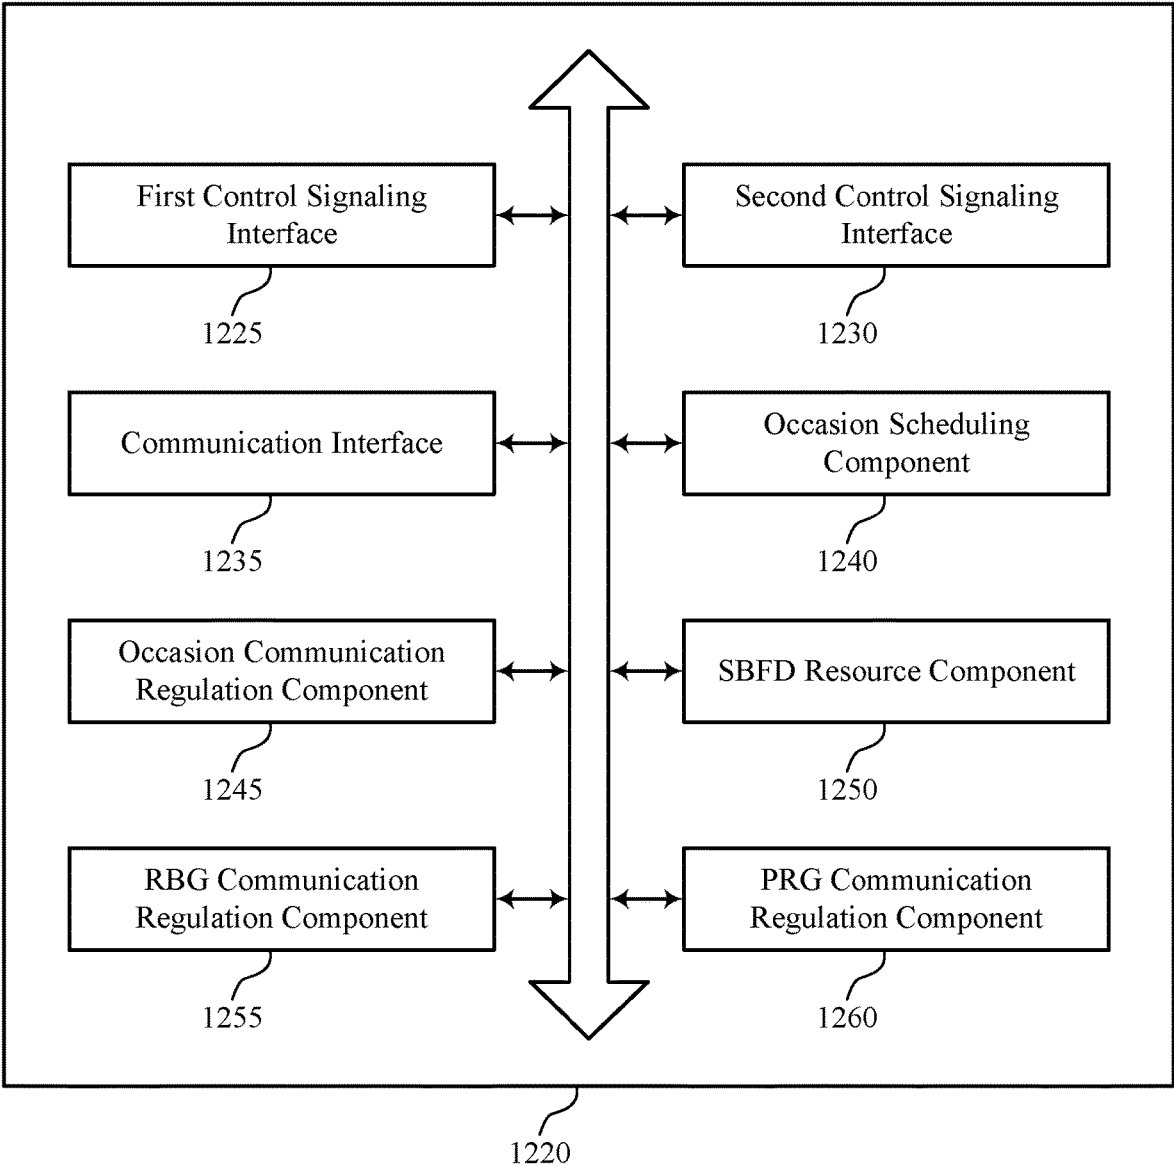 First Control Signaling
Interface
1225
Second Control Signaling
Interface
1230
Communication Interface
1235
Occasion Scheduling
Component
1240
Occasion Communication
Regulation Component
1245
SBFD Resource Component
1250
RBG Communication
Regulation Component
1255
PRG Communication
Regulation Component
1260
1220